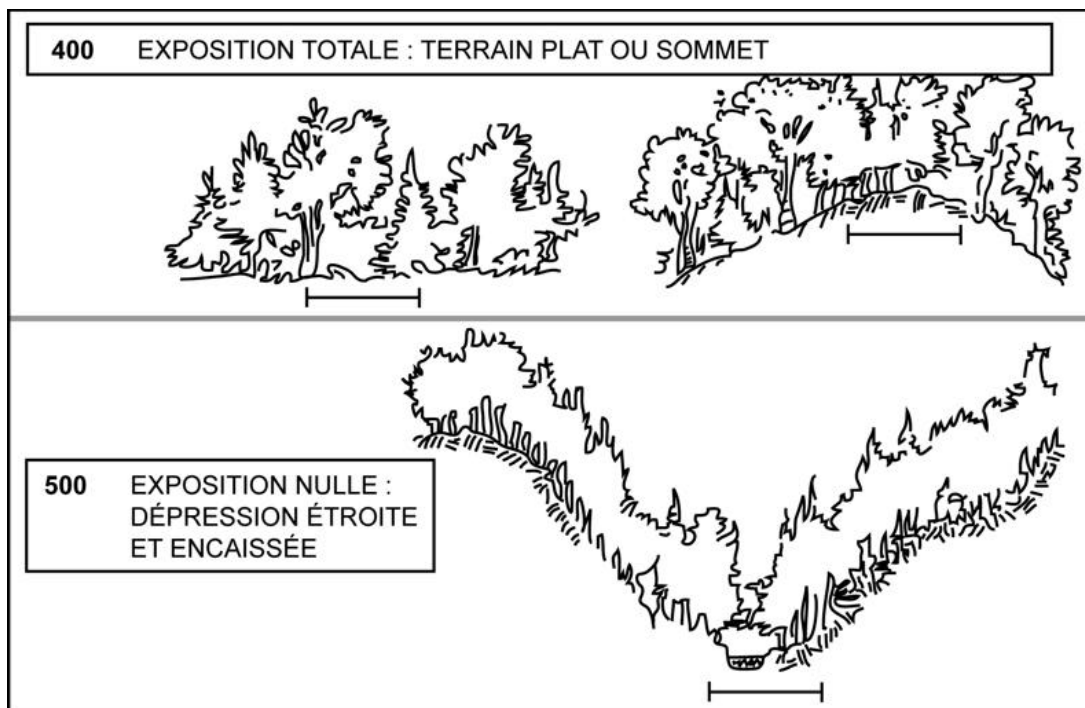 400 EXPOSITION TOTALE : TERRAIN PLAT OU SOMMET
500 EXPOSITION NULLE :
DÉPRESSION ÉTROITE
ET ENCAISSÉE